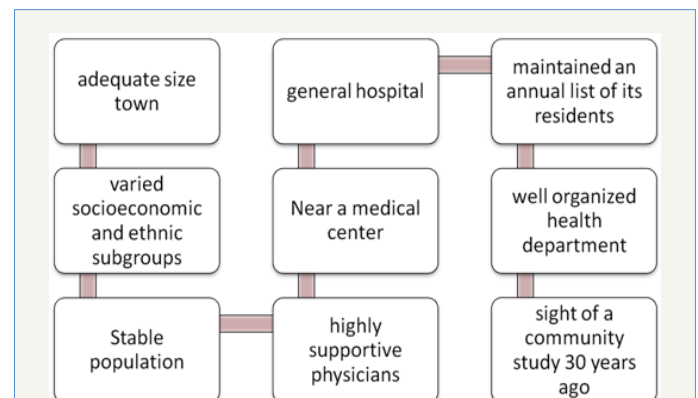 adequate size
town
varied
socioeconomic
and ethnic
subgroups
Stable
population
highly
supportive
physicians
Near a medical
center
general hospital
maintained an
annual list of its
residents
well organized
health
department
sight of a
community
study 30 years
ago